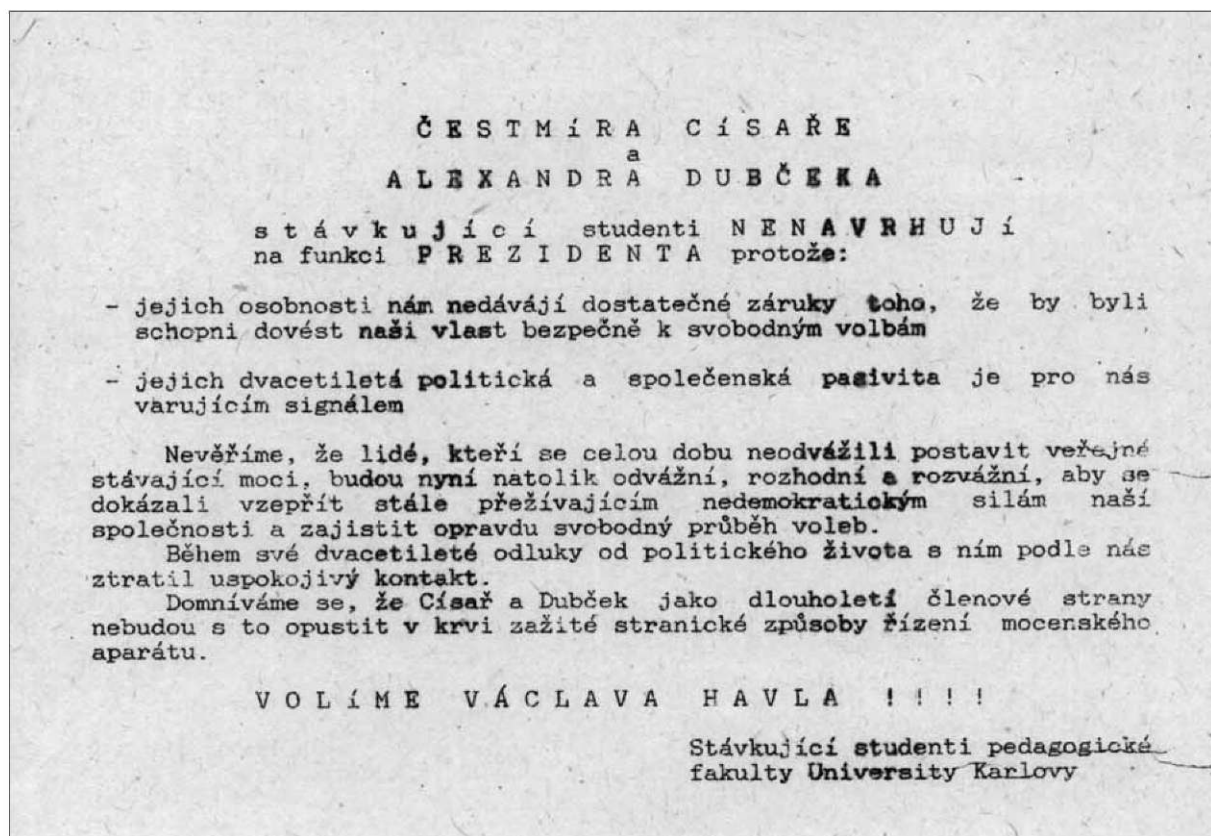 ČESTMÍRA CÍSAŘE
a
ALEXANDRA DUBČEKA
stávkující studenti NENAVRHUJÍ
na funkci PREZIDENTA protože:
- jejich osobnosti nám nedávájí dostatečné záruky toho, že by byli
schopni dovést naši vlast bezpečně k svobodným volbám
- jejich dvacetiletá politická a společenská pasivita je pro nás
varujícím signálem
Nevěříme, že lidé, kteří se celou dobu neodvážili postavit veřejně
stávající moci, budou nyní natolik odvážní, rozhodní a rozvážní, aby se
dokázali vzepřít stále přežívajícím nedemokratickým silám naší
společnosti a zajistit opravdu svobodný průběh voleb.
Během své dvacetileté odluky od politického života s ním podle nás
ztratil uspokojivý kontakt.
Domníváme se, že Císař a Dubček jako dlouholetí členové strany
nebudou s to opustit v krvi zažité stranické způsoby řízení mocenského
aparátu.
VOLÍME VÁCLAVA HAVLA !!!!
Stávkující studenti pedagogické
fakulty University Karlovy